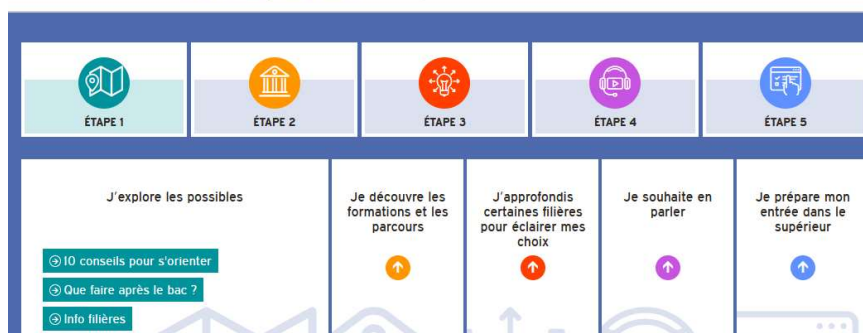 ÉTAPE 1
ÉTAPE 2
ÉTAPE 3
ÉTAPE 4
ÉTAPE 5
J'explore les possibles
10 conseils pour s'orienter
Que faire après le bac ?
Info filières
Je découvre les
formations et les
parcours
J'approfondis
certaines filières
pour éclairer mes
choix
Je souhaite en
parler
Je prépare mon
entrée dans le
supérieur